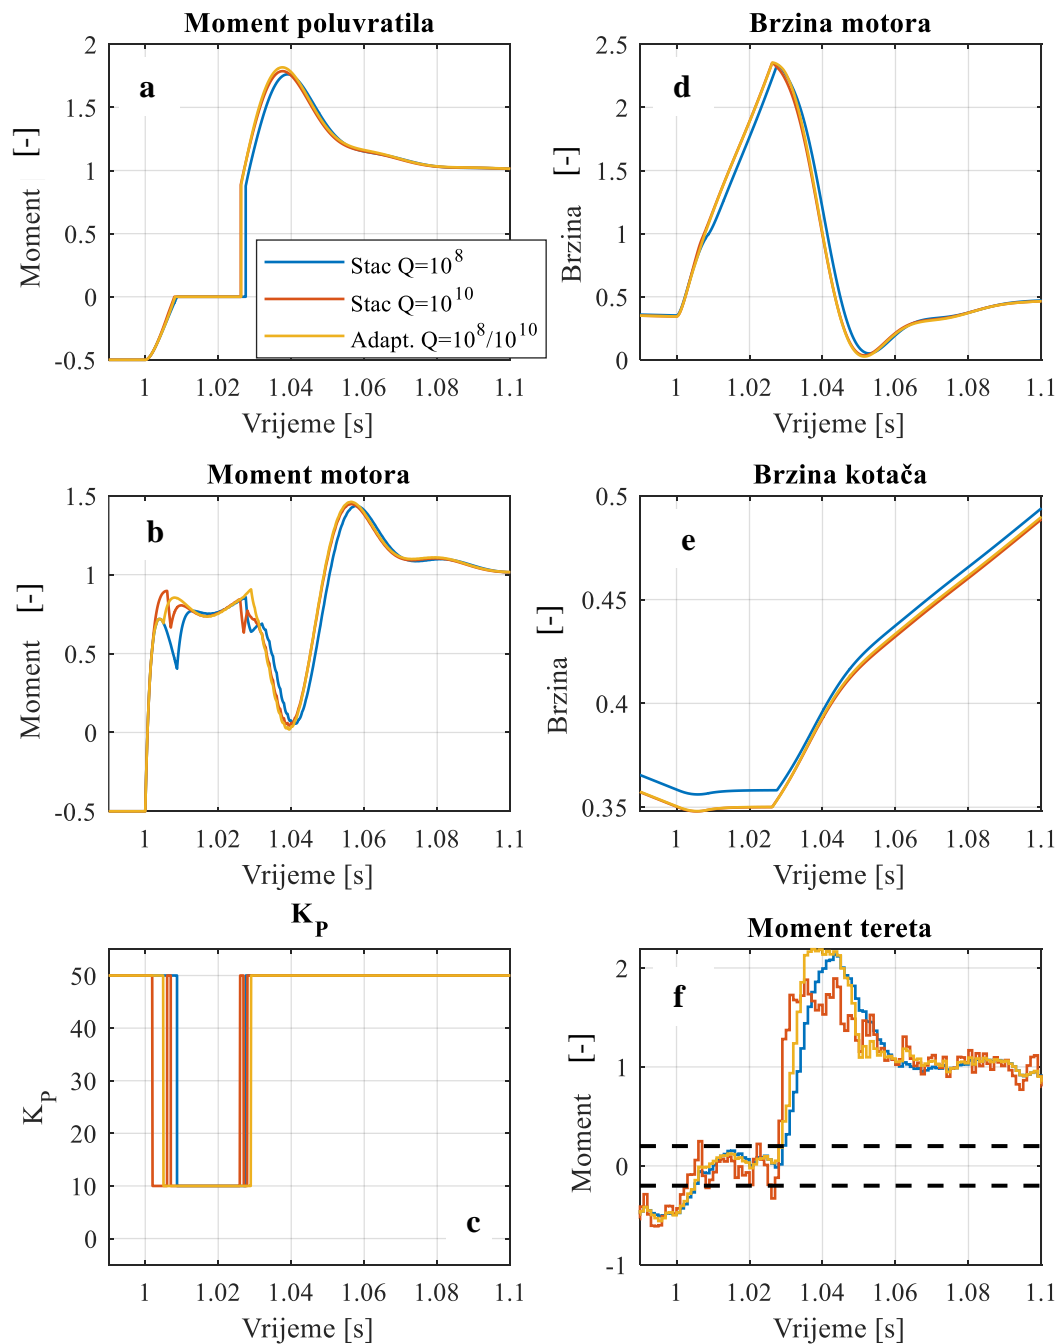 Moment poluvratila
a
2
1.5
1
0.5
0
-0.5
Moment [-]
1 1.02 1.04 1.06 1.08 1.1
Vrijeme [s]
Stac Q=10^8
Stac Q=10^10
Adapt. Q=10^8/10^10
Brzina motora
d
2.5
2
1.5
1
0.5
0
Brzina [-]
1 1.02 1.04 1.06 1.08 1.1
Vrijeme [s]
Moment motora
b
1.5
1
0.5
0
-0.5
Moment [-]
1 1.02 1.04 1.06 1.08 1.1
Vrijeme [s]
Brzina kotača
e
0.5
0.45
0.4
0.35
Brzina [-]
1 1.02 1.04 1.06 1.08 1.1
Vrijeme [s]
K_P
c
50
40
30
20
10
0
K_P
1 1.02 1.04 1.06 1.08 1.1
Vrijeme [s]
Moment tereta
f
2
1
0
-1
Moment [-]
1 1.02 1.04 1.06 1.08 1.1
Vrijeme [s]